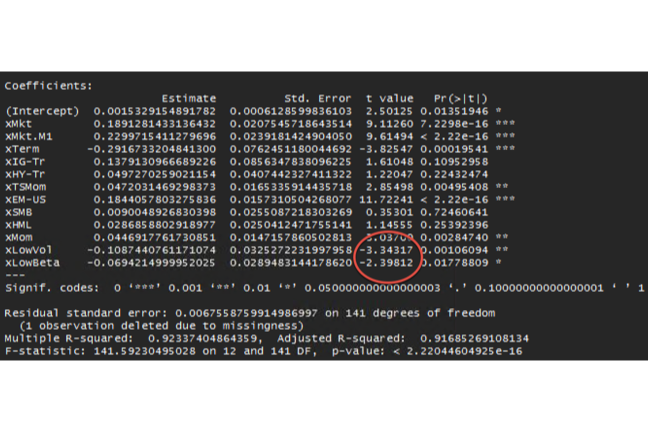 Coefficients:
Estimate Std. Error t value Pr(>|t|)
(Intercept) 0.0015329154891782 0.0006128599836103 2.50125 0.01351946 *
xMkt 0.1891281433136432 0.0207545718643514 9.11260 7.2298e-16 ***
xMkt.M1 0.2299715411279696 0.0239181424904050 9.61494 < 2.22e-16 ***
xTerm -0.2916733204841300 0.0762451180044692 -3.82547 0.00019541 ***
xIG-Tr 0.1379130966689226 0.0856347838096225 1.61048 0.10952958
xHY-Tr 0.0497270259021154 0.0407442327411322 1.22047 0.22432474
xTSMom 0.0472031469298373 0.0165335914435718 2.85498 0.00495408 **
xEM-US 0.1844057803275836 0.0157310504268077 11.72241 < 2.22e-16 ***
xSMB 0.0090048926830398 0.0255087218303269 0.35301 0.72460641
xHML 0.0286858802918977 0.0250412471755141 1.14555 0.25392396
xMom 0.0446917761730851 0.0147157860502813 3.03709 0.00284740 **
xLowVol -0.1087440761171074 0.0325272231997958 -3.34317 0.00106094 **
xLowBeta -0.0694214999952025 0.0289483144178620 -2.39812 0.01778809 *
---
Signif. codes: 0 ‘***’ 0.001 ‘**’ 0.01 ‘*’ 0.050000000000000003 ‘.’ 0.10000000000000001 ‘ ’ 1
Residual standard error: 0.0067558759914986997 on 141 degrees of freedom
(1 observation deleted due to missingness)
Multiple R-squared: 0.92337404864359, Adjusted R-squared: 0.91685269108134
F-statistic: 141.59230495028 on 12 and 141 DF, p-value: < 2.22044604925e-16